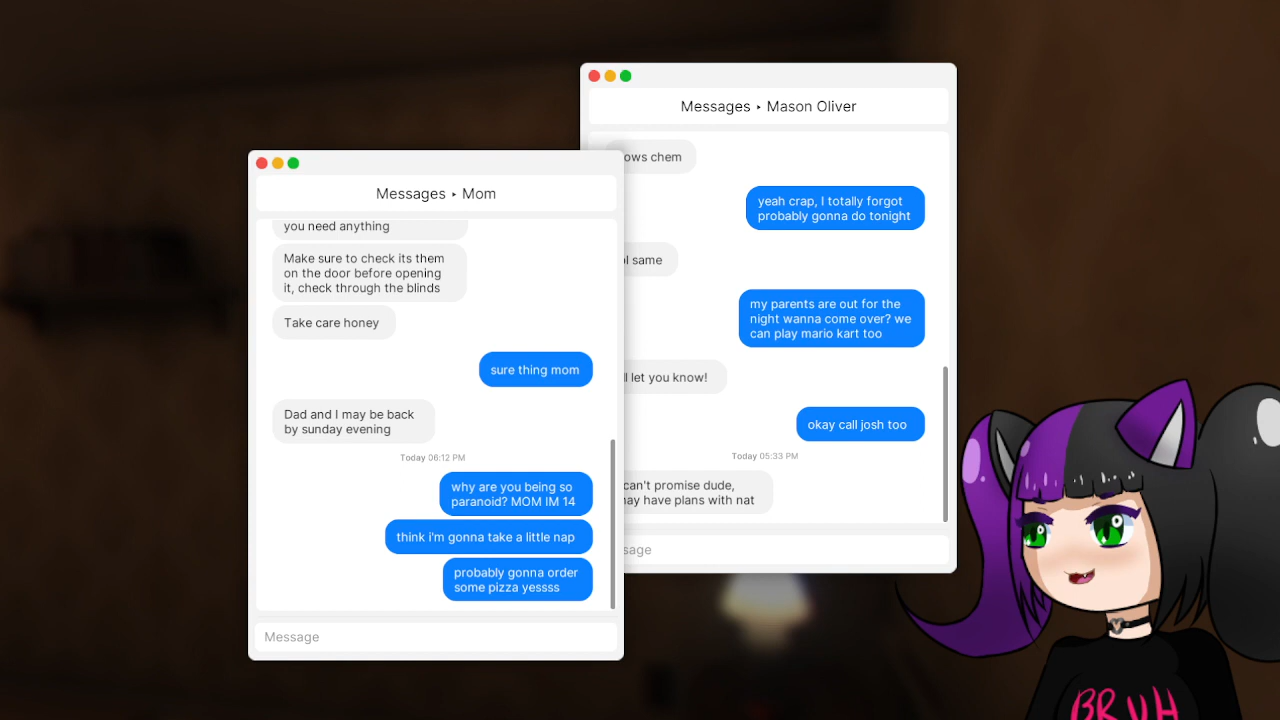 Messages ▸ Mom
you need anything
Make sure to check its them
on the door before opening
it, check through the blinds
Take care honey
sure thing mom
Dad and I may be back
by sunday evening
Today 06:12 PM
why are you being so
paranoid? MOM IM 14
think i'm gonna take a little nap
probably gonna order
some pizza yessss
Message
Messages ▸ Mason Oliver
chem
yeah crap, I totally forgot
probably gonna do tonight
same
my parents are out for the
night wanna come over? we
can play mario kart too
let you know!
okay call josh too
Today 05:33 PM
can't promise dude,
have plans with nat
BRUH